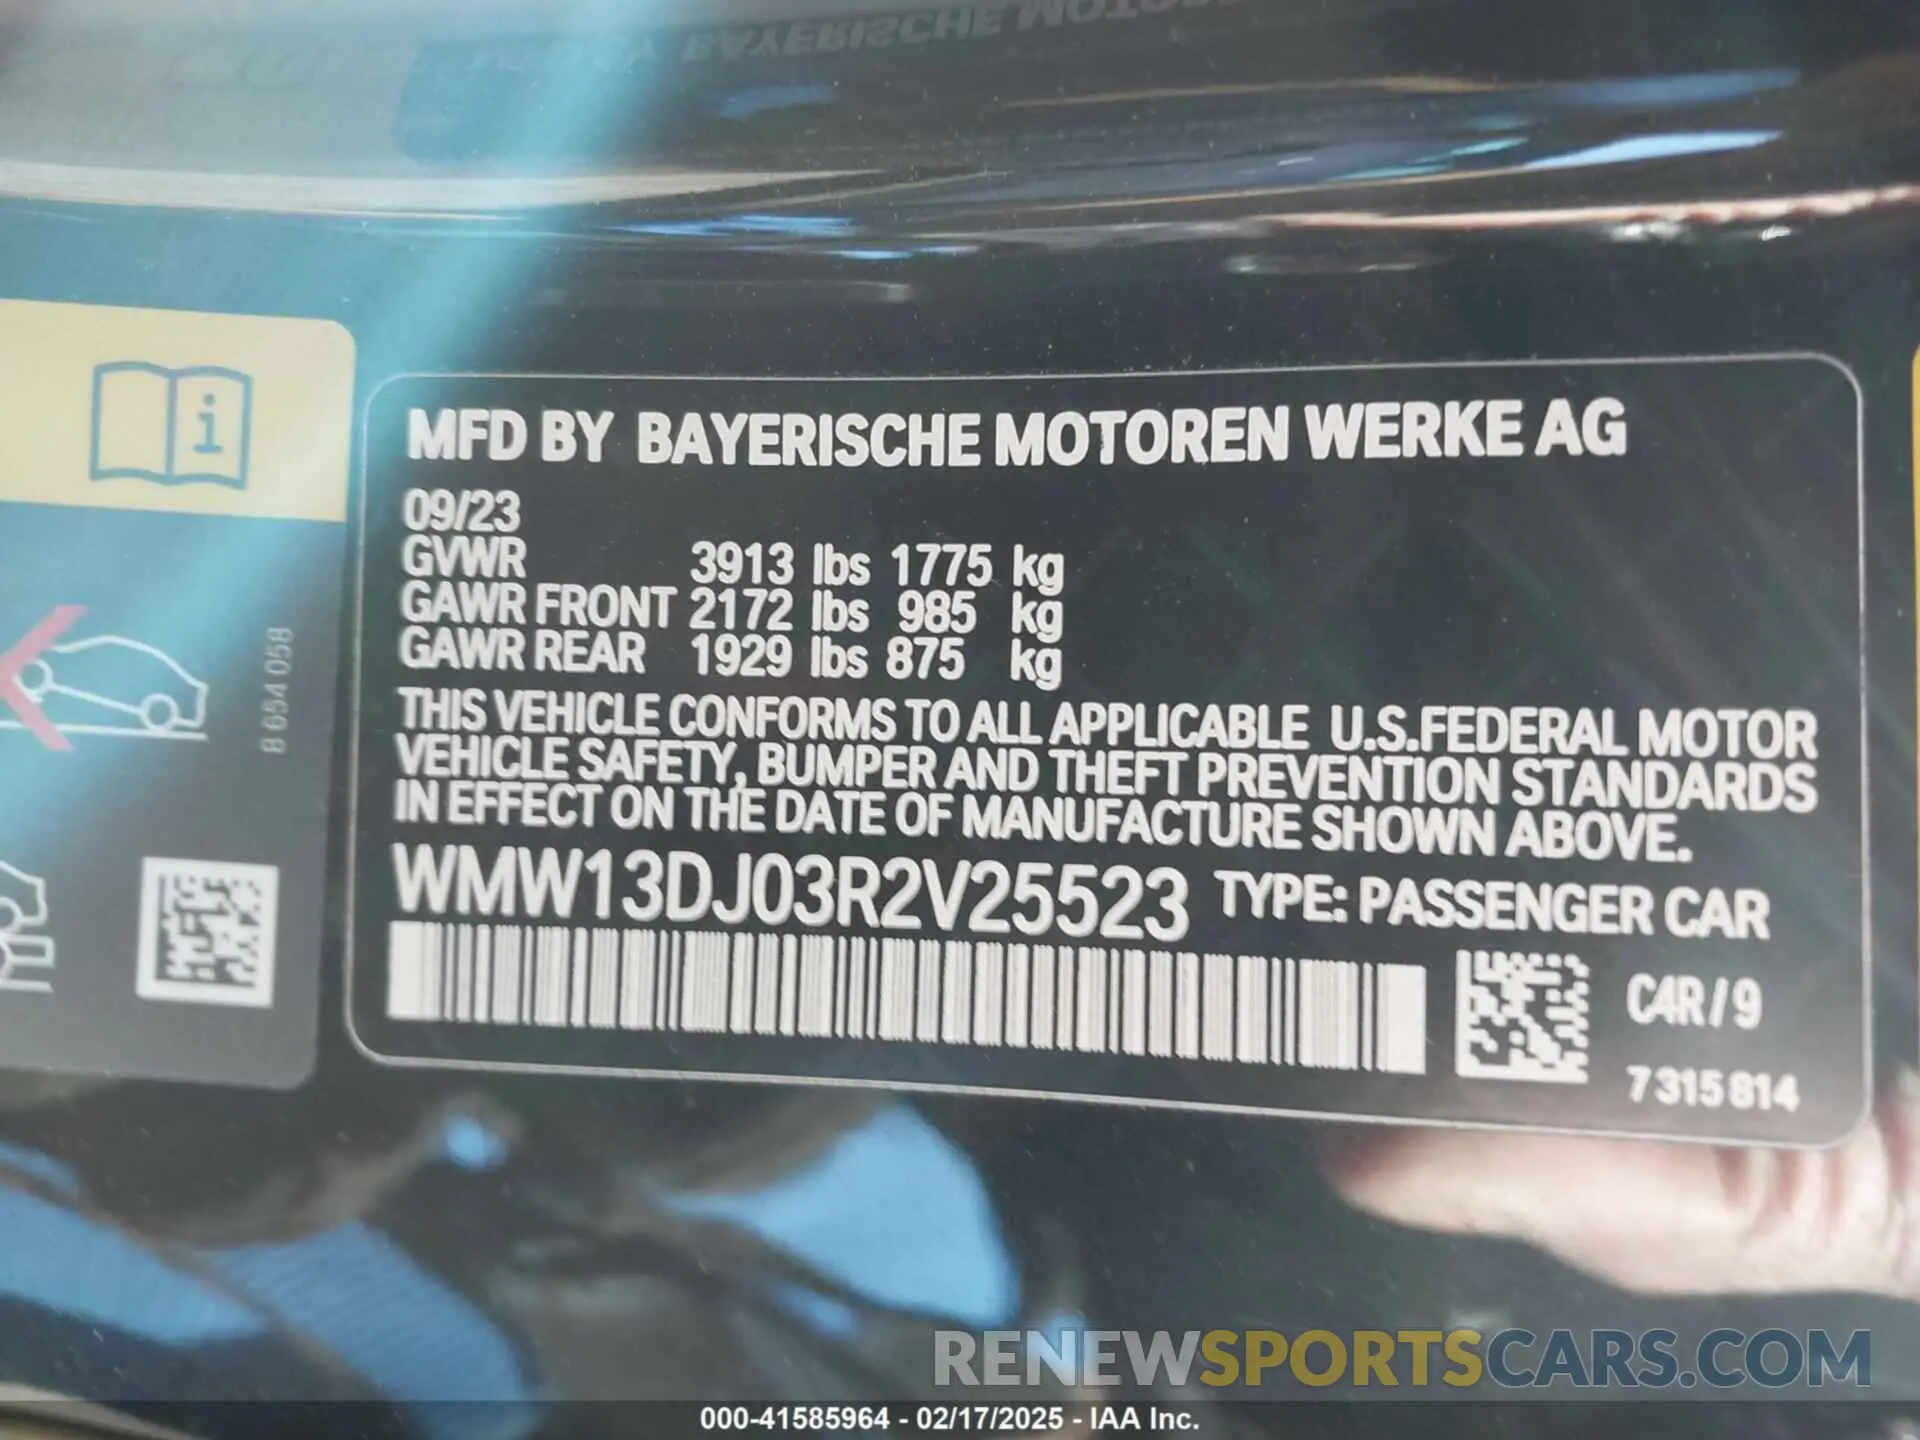 BAYERISCHE
i
8 654 058
MFD BY BAYERISCHE MOTOREN WERKE AG
09/23
GVWR 3913 lbs 1775 kg
GAWR FRONT 2172 lbs 985 kg
GAWR REAR 1929 lbs 875 kg
THIS VEHICLE CONFORMS TO ALL APPLICABLE U.S.FEDERAL MOTOR
VEHICLE SAFETY, BUMPER AND THEFT PREVENTION STANDARDS
IN EFFECT ON THE DATE OF MANUFACTURE SHOWN ABOVE.
WMW13DJ03R2V25523 TYPE: PASSENGER CAR
C4R/9
7315814
RENEWSPORTSCARS.COM
000-41585964 - 02/17/2025 - IAA Inc.